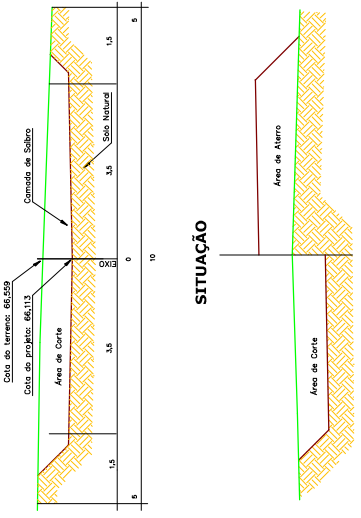 Cota do terreno: 66,559
Cota do projeto: 66,113
Camada de Saibro
Solo Natural
Área de Corte
EIXO
5
1,5
3,5
0
3,5
1,5
5
10
SITUAÇÃO
Área de Corte
Área de Aterro